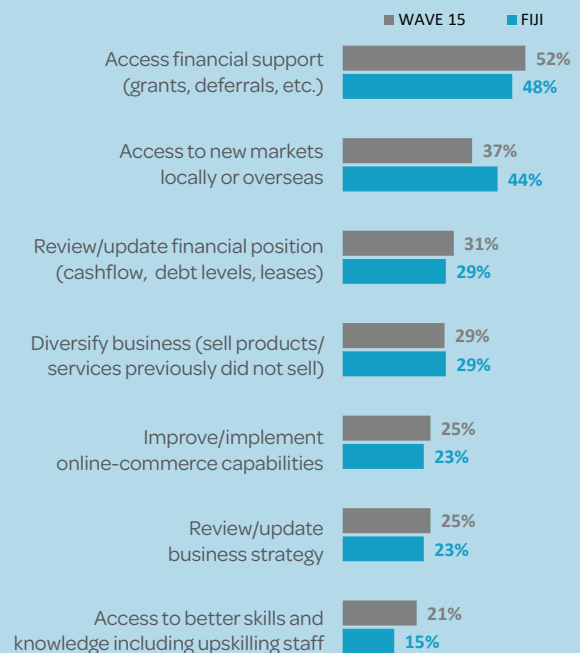 WAVE 15 FIJI
Access financial support
(grants, deferrals, etc.)
52%
48%
Access to new markets
locally or overseas
37%
44%
Review/update financial position
(cashflow, debt levels, leases)
31%
29%
Diversify business (sell products/
services previously did not sell)
29%
29%
Improve/implement
online-commerce capabilities
25%
23%
Review/update
business strategy
25%
23%
Access to better skills and
knowledge including upskilling staff
21%
15%